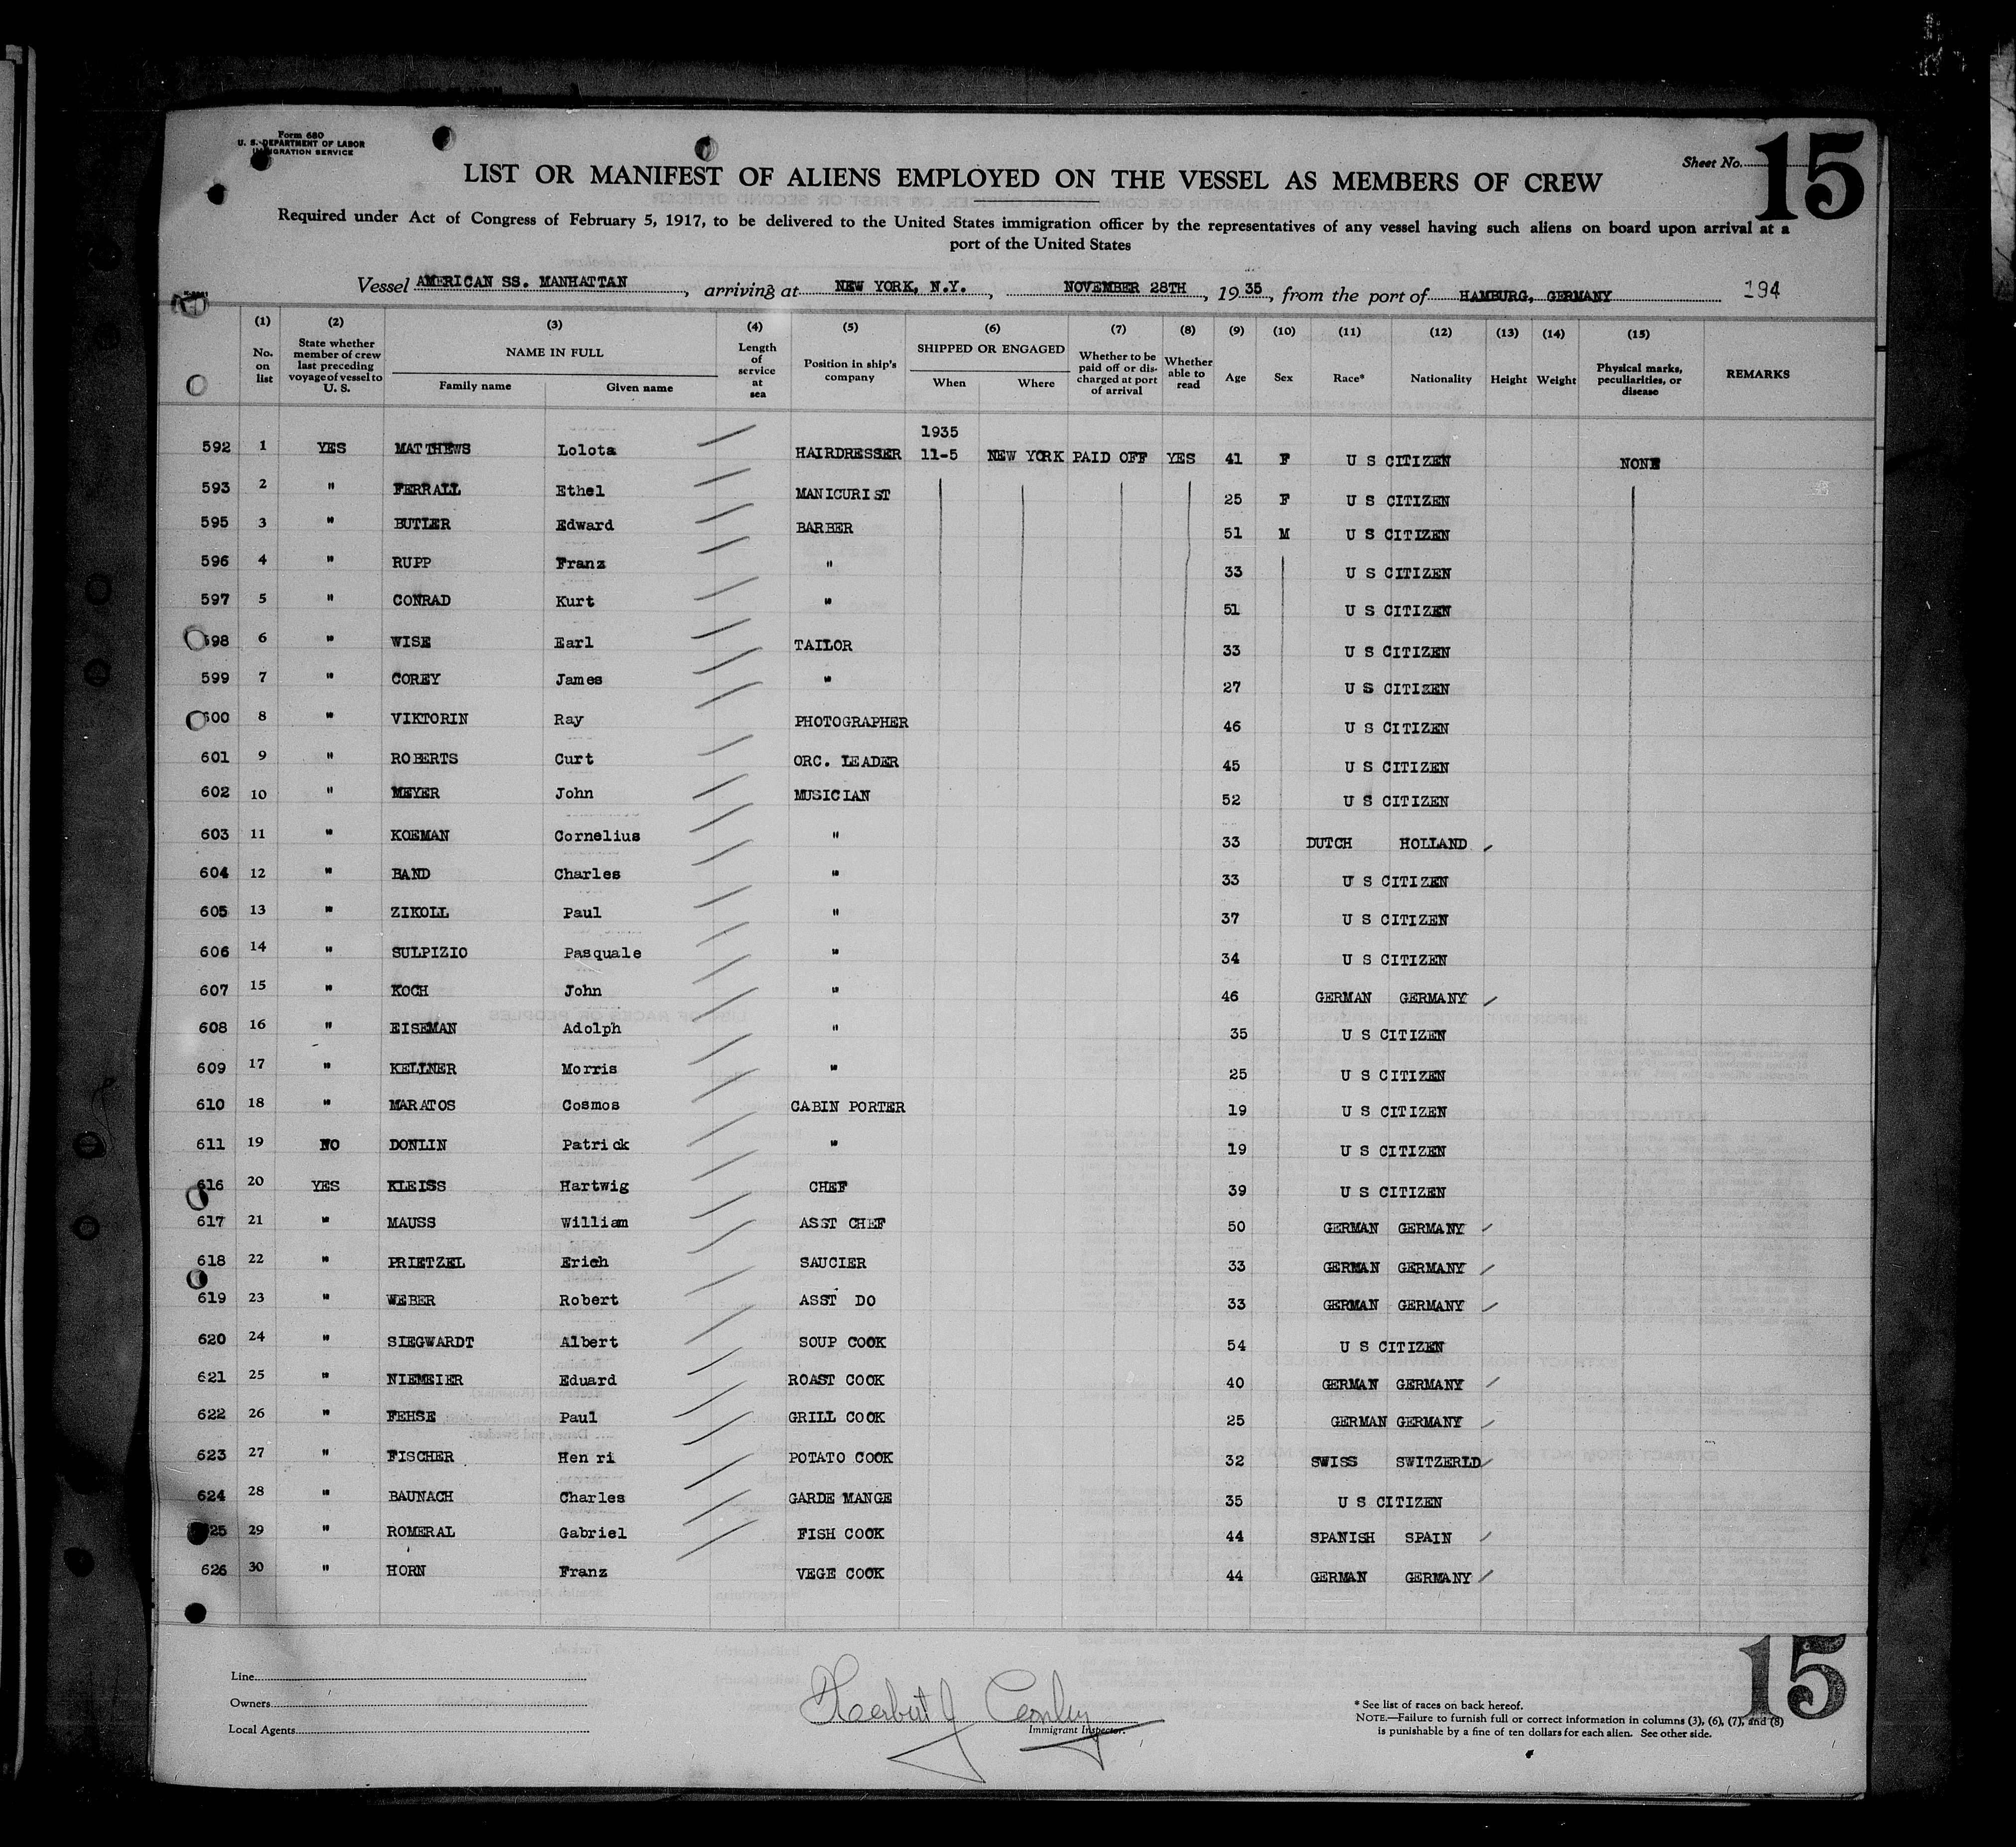 Form 680
U. S. DEPARTMENT OF LABOR
IMMIGRATION SERVICE
Sheet No. 15
LIST OR MANIFEST OF ALIENS EMPLOYED ON THE VESSEL AS MEMBERS OF CREW
Required under Act of Congress of February 5, 1917, to be delivered to the United States immigration officer by the representatives of any vessel having such aliens on board upon arrival at a
port of the United States
Vessel AMERICAN SS. MANHATTAN, arriving at NEW YORK, N.Y., NOVEMBER 28TH, 19 35, from the port of HAMBURG, GERMANY 194
(1) (2) (3) (4) (5) (6) (7) (8) (9) (10) (11) (12) (13) (14) (15)
No. on list State whether member of crew last preceding voyage of vessel to U. S. NAME IN FULL Family name Given name Length of service at sea Position in ship's company SHIPPED OR ENGAGED When Where Whether to be paid off or discharged at port of arrival Whether able to read Age Sex Race* Nationality Height Weight Physical marks, peculiarities, or disease REMARKS
1935
592 1 YES MATTHEWS Lolota HAIRDRESSER 11-5 NEW YORK PAID OFF YES 41 F U S CITIZEN NONE
593 2 " FERRALL Ethel MANICURIST 25 F U S CITIZEN
595 3 " BUTLER Edward BARBER 51 M U S CITIZEN
596 4 " RUPP Franz " 33 U S CITIZEN
597 5 " CONRAD Kurt " 51 U S CITIZEN
598 6 " WISE Earl TAILOR 33 U S CITIZEN
599 7 " COREY James " 27 U S CITIZEN
600 8 " VIKTORIN Ray PHOTOGRAPHER 46 U S CITIZEN
601 9 " ROBERTS Curt ORC. LEADER 45 U S CITIZEN
602 10 " MEYER John MUSICIAN 52 U S CITIZEN
603 11 " KOEMAN Cornelius " 33 DUTCH HOLLAND
604 12 " BAND Charles " 33 U S CITIZEN
605 13 " ZIKOLL Paul " 37 U S CITIZEN
606 14 " SULPIZIO Pasquale " 34 U S CITIZEN
607 15 " KOCH John " 46 GERMAN GERMANY
608 16 " EISEMAN Adolph " 35 U S CITIZEN
609 17 " KELLNER Morris " 25 U S CITIZEN
610 18 " MARATOS Cosmos CABIN PORTER 19 U S CITIZEN
611 19 NO DONLIN Patrick " 19 U S CITIZEN
616 20 YES KLEISS Hartwig CHEF 39 U S CITIZEN
617 21 " MAUSS William ASST CHEF 50 GERMAN GERMANY
618 22 " PRIETZEL Erich SAUCIER 33 GERMAN GERMANY
619 23 " WEBER Robert ASST DO 33 GERMAN GERMANY
620 24 " SIEGWARDT Albert SOUP COOK 54 U S CITIZEN
621 25 " NIEMEIER Eduard ROAST COOK 40 GERMAN GERMANY
622 26 " FEHSE Paul GRILL COOK 25 GERMAN GERMANY
623 27 " FISCHER Henri POTATO COOK 32 SWISS SWITZERLD
624 28 " BAUNACH Charles GARDE MANGE 35 U S CITIZEN
625 29 " ROMERAL Gabriel FISH COOK 44 SPANISH SPAIN
626 30 " HORN Franz VEGE COOK 44 GERMAN GERMANY
15
Line
Owners
Local Agents
Herbert J Conley
Immigrant Inspector.
* See list of races on back hereof.
NOTE.—Failure to furnish full or correct information in columns (3), (6), (7), and (8)
is punishable by a fine of ten dollars for each alien. See other side.